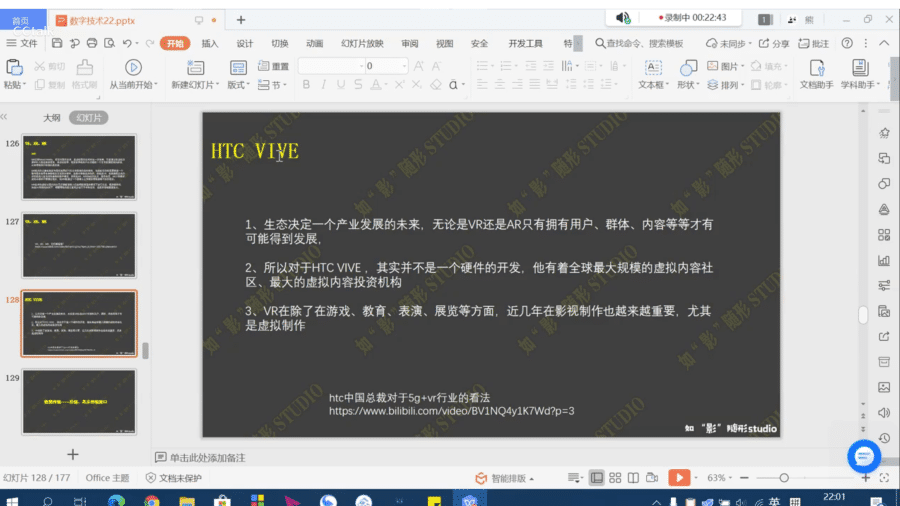 首页
数字技术22.pptx
录制中 00:22:43
1
熊
文件
开始
插入
设计
切换
动画
幻灯片放映
审阅
视图
安全
开发工具
特
查找命令、搜索模板
未同步
分享
批注
粘贴
剪切
复制
格式刷
从当前开始
新建幻灯片
版式
重置
节
0
B I U S A
文本框
形状
图片
排列
填充
轮廓
文档助手
学科助手
大纲
幻灯片
126
127
128
HTC VIVE
129
HTC VIVE
1、生态决定一个产业发展的未来，无论是VR还是AR只有拥有用户、群体、内容等等才有
可能得到发展，
2、所以对于HTC VIVE ，其实并不是一个硬件的开发，他有着全球最大规模的虚拟内容社
区、最大的虚拟内容投资机构
3、VR在除了在游戏、教育、表演、展览等方面，近几年在影视制作也越来越重要，尤其
是虚拟制作
htc中国总裁对于5g+vr行业的看法
https://www.bilibili.com/video/BV1NQ4y1K7Wd?p=3
如“影”随形studio
如“影”随形STUDIO
单击此处添加备注
幻灯片 128 / 177
Office 主题
文档未保护
智能排版
63%
英
22:01